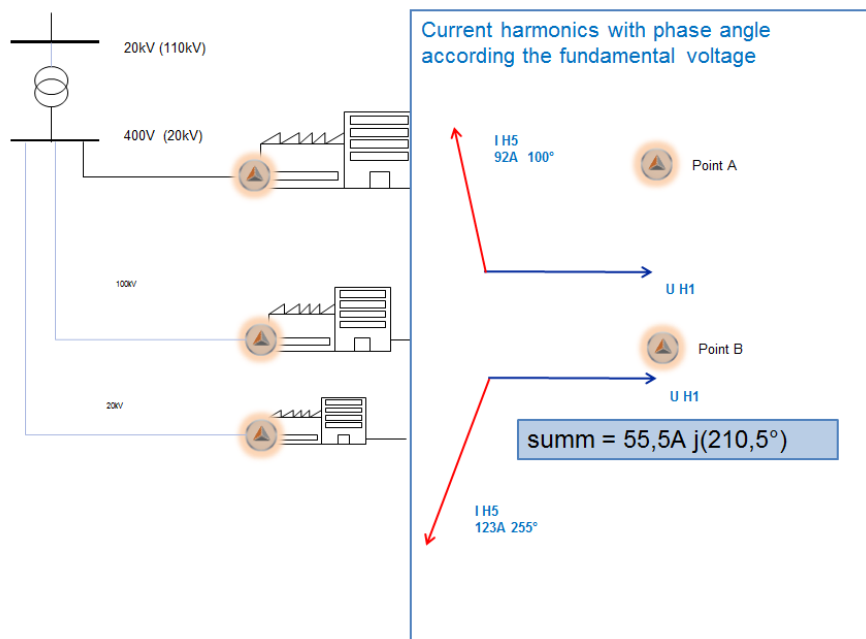 20kV (110kV)
400V (20kV)
100kV
20kV
Current harmonics with phase angle
according the fundamental voltage
I H5
92A 100°
Point A
U H1
Point B
U H1
summ = 55,5A j(210,5°)
I H5
123A 255°